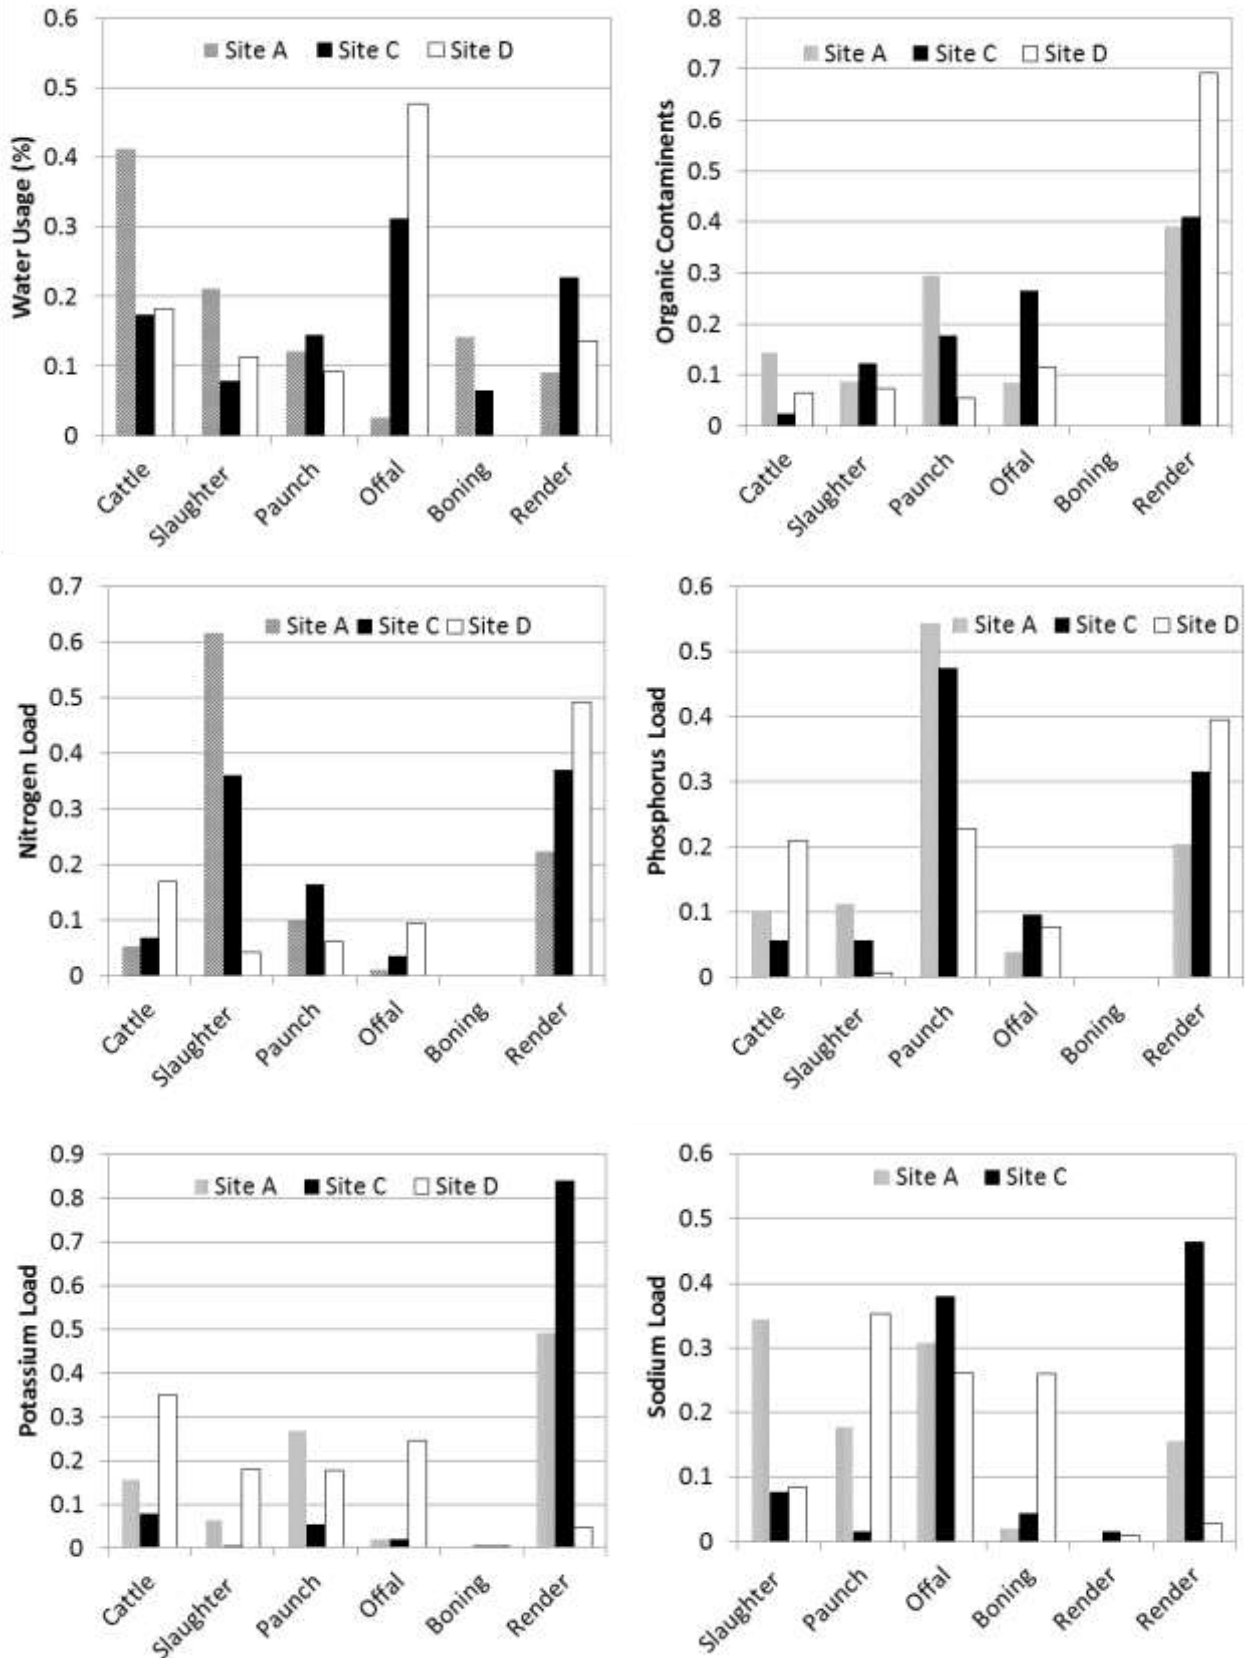 Water Usage (%)
0.6
0.5
0.4
0.3
0.2
0.1
0
Site A Site C Site D
Cattle
Slaughter
Paunch
Offal
Boning
Render
Organic Contaminents
0.8
0.7
0.6
0.5
0.4
0.3
0.2
0.1
0
Site A Site C Site D
Cattle
Slaughter
Paunch
Offal
Boning
Render
Nitrogen Load
0.7
0.6
0.5
0.4
0.3
0.2
0.1
0
Site A Site C Site D
Cattle
Slaughter
Paunch
Offal
Boning
Render
Phosphorus Load
0.6
0.5
0.4
0.3
0.2
0.1
0
Site A Site C Site D
Cattle
Slaughter
Paunch
Offal
Boning
Render
Potassium Load
0.9
0.8
0.7
0.6
0.5
0.4
0.3
0.2
0.1
0
Site A Site C Site D
Cattle
Slaughter
Paunch
Offal
Boning
Render
Sodium Load
0.6
0.5
0.4
0.3
0.2
0.1
0
Site A Site C
Slaughter
Paunch
Offal
Boning
Render
Render